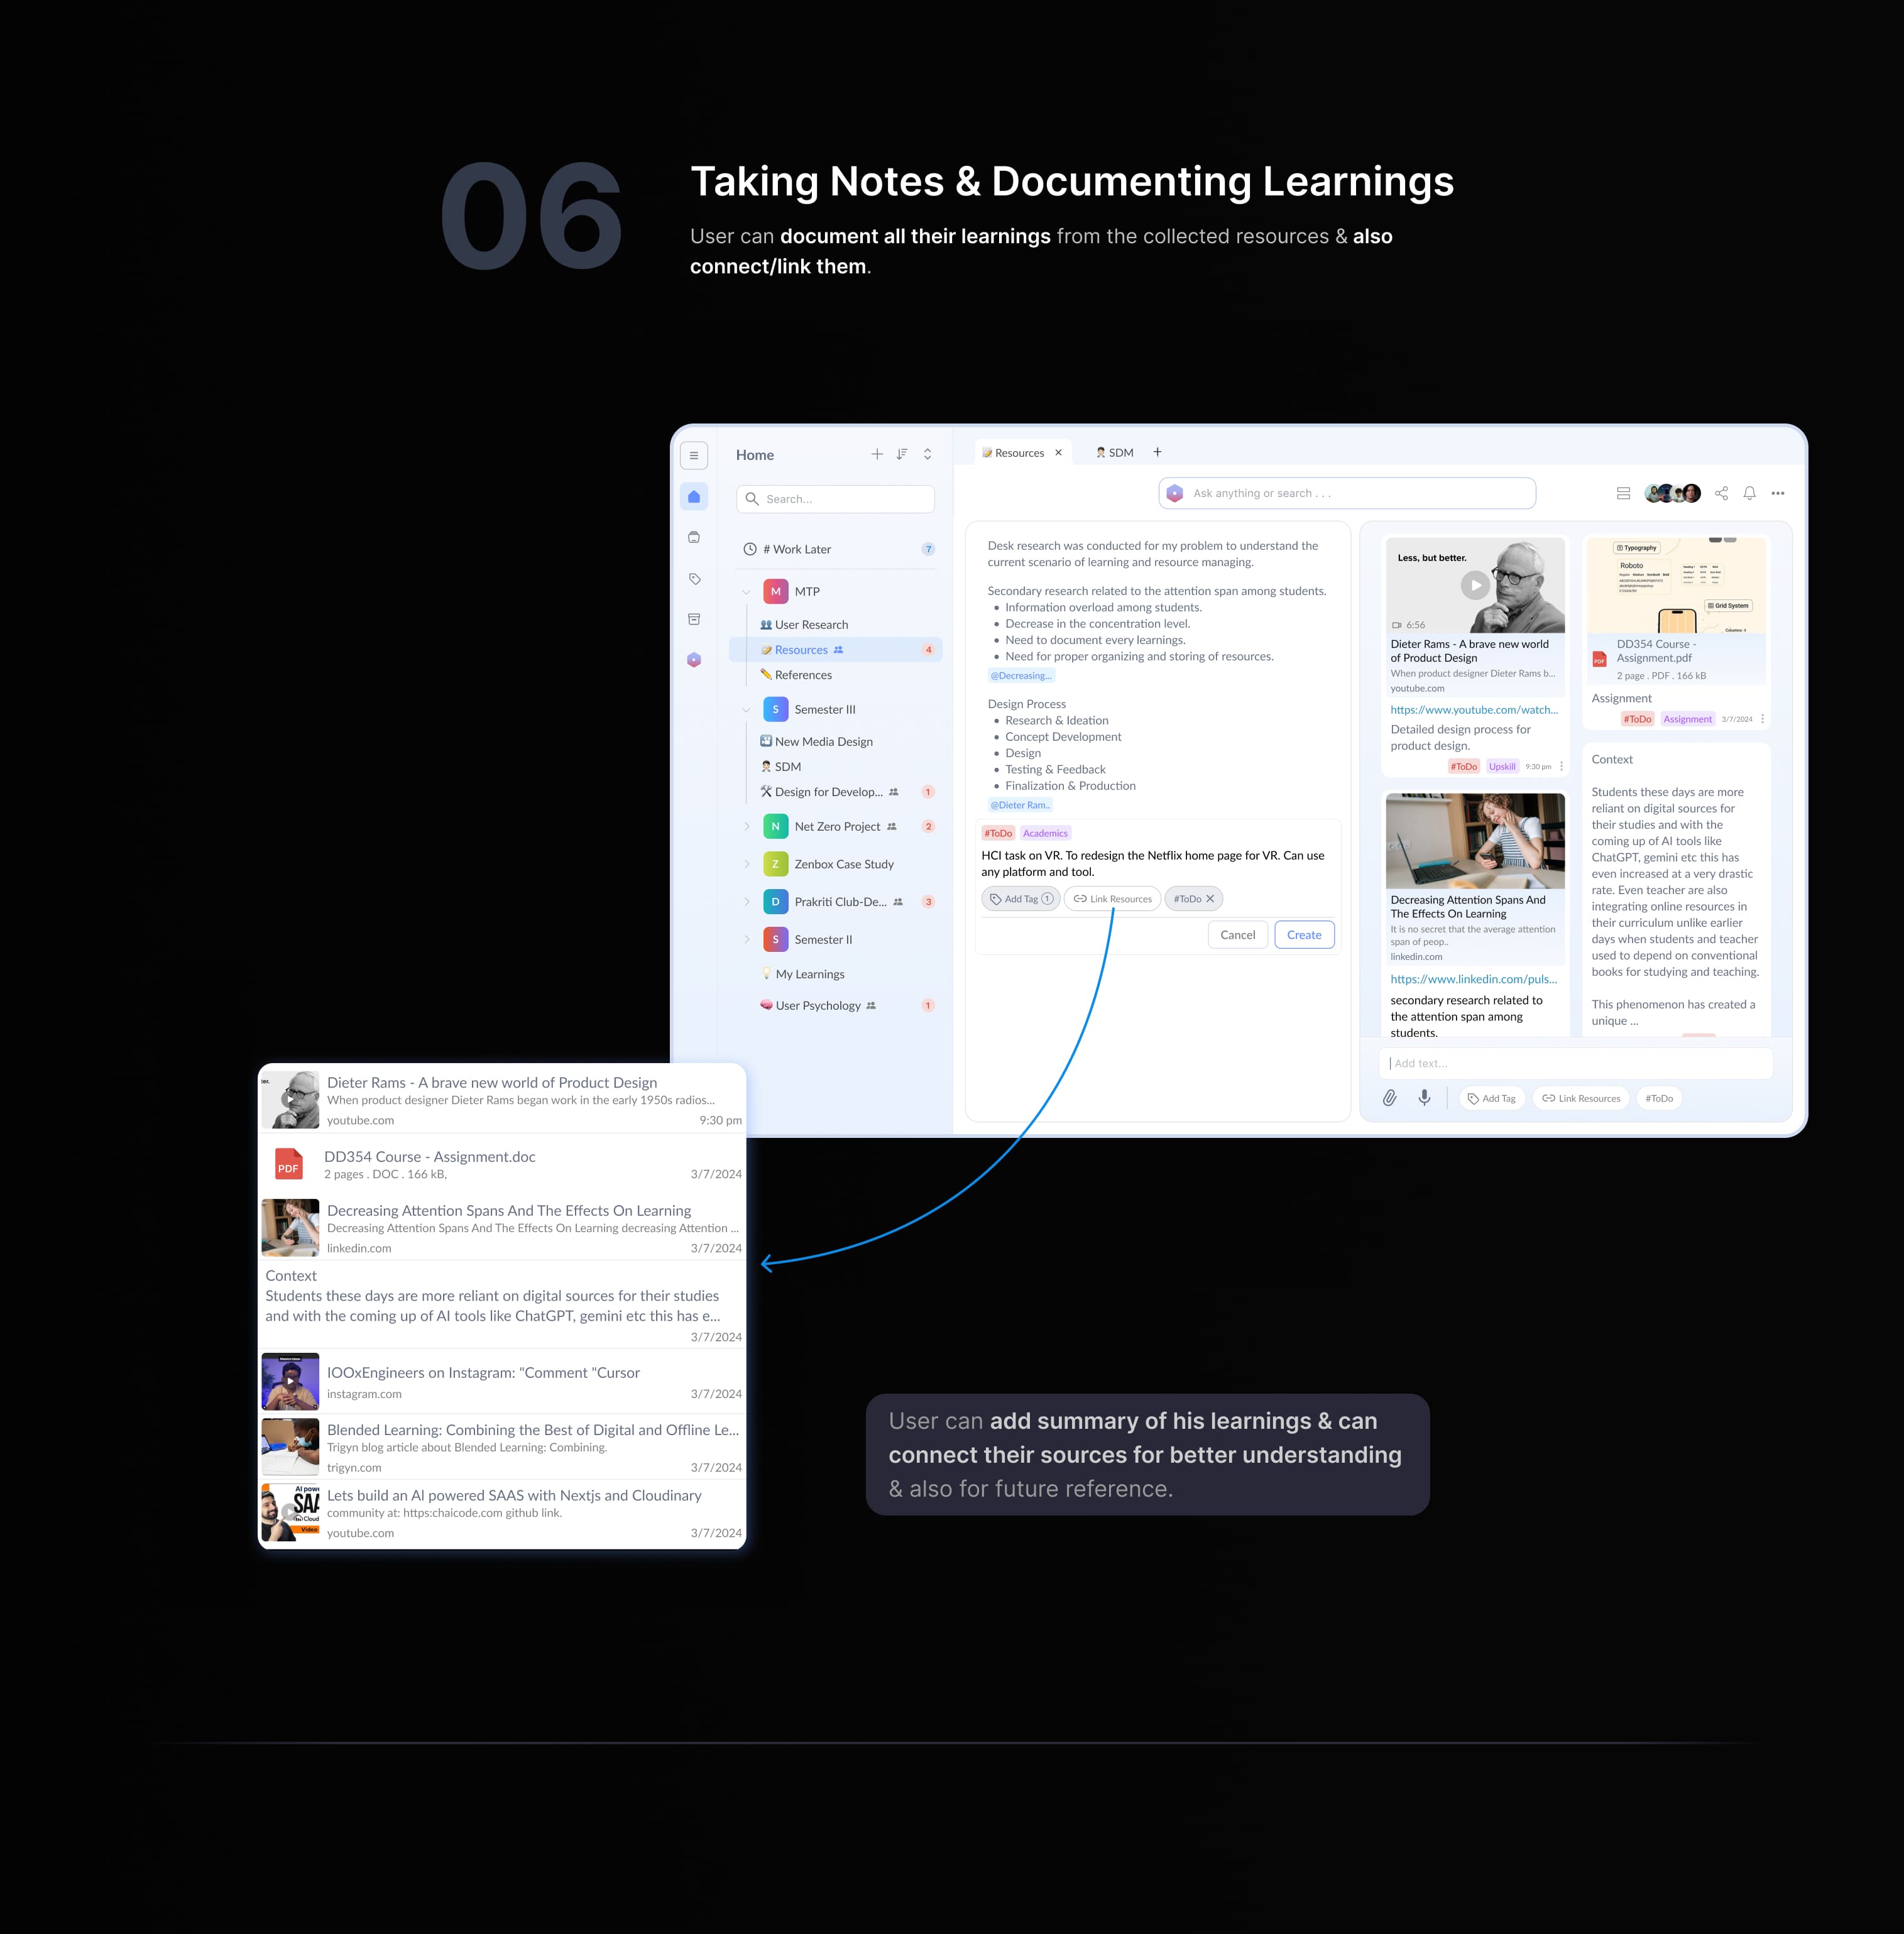 06
Taking Notes & Documenting Learnings
User can document all their learnings from the collected resources & also
connect/link them.
Home
Search...
# Work Later
7
M
MTP
User Research
Resources
4
References
S
Semester III
New Media Design
SDM
Design for Develop...
1
N
Net Zero Project
2
Z
Zenbox Case Study
D
Prakriti Club-De...
3
S
Semester II
My Learnings
User Psychology
1
Resources
SDM
Ask anything or search . . .
Desk research was conducted for my problem to understand the
current scenario of learning and resource managing.
Secondary research related to the attention span among students.
• Information overload among students.
• Decrease in the concentration level.
• Need to document every learnings.
• Need for proper organizing and storing of resources.
@Decreasing...
Design Process
• Research & Ideation
• Concept Development
• Design
• Testing & Feedback
• Finalization & Production
@Dieter Ram..
#ToDo Academics
HCI task on VR. To redesign the Netflix home page for VR. Can use
any platform and tool.
Add Tag 1 Link Resources #ToDo
Cancel Create
Less, but better.
6:56
Dieter Rams - A brave new world
of Product Design
When product designer Dieter Rams b...
youtube.com
https://www.youtube.com/watch...
Detailed design process for
product design.
#ToDo Upskill 9:30 pm
Decreasing Attention Spans And
The Effects On Learning
It is no secret that the average attention
span of peop..
linkedin.com
https://www.linkedin.com/puls...
secondary research related to
the attention span among
students.
Typography
Roboto
Grid System
Columns: 4
PDF
DD354 Course -
Assignment.pdf
2 page . PDF . 166 kB
Assignment
#ToDo Assignment 3/7/2024
Context
Students these days are more
reliant on digital sources for
their studies and with the
coming up of AI tools like
ChatGPT, gemini etc this has
even increased at a very drastic
rate. Even teacher are also
integrating online resources in
their curriculum unlike earlier
days when students and teacher
used to depend on conventional
books for studying and teaching.
This phenomenon has created a
unique ...
Add text...
Add Tag Link Resources #ToDo
Dieter Rams - A brave new world of Product Design
When product designer Dieter Rams began work in the early 1950s radios...
youtube.com 9:30 pm
PDF
DD354 Course - Assignment.doc
2 pages . DOC . 166 kB, 3/7/2024
Decreasing Attention Spans And The Effects On Learning
Decreasing Attention Spans And The Effects On Learning decreasing Attention ...
linkedin.com 3/7/2024
Context
Students these days are more reliant on digital sources for their studies
and with the coming up of AI tools like ChatGPT, gemini etc this has e...
3/7/2024
IOOxEngineers on Instagram: "Comment "Cursor
instagram.com 3/7/2024
Blended Learning: Combining the Best of Digital and Offline Le...
Trigyn blog article about Blended Learning: Combining.
trigyn.com 3/7/2024
AI powe
SAA
Cloud
Video
Lets build an AI powered SAAS with Nextjs and Cloudinary
community at: https:chaicode.com github link.
youtube.com 3/7/2024
User can add summary of his learnings & can
connect their sources for better understanding
& also for future reference.